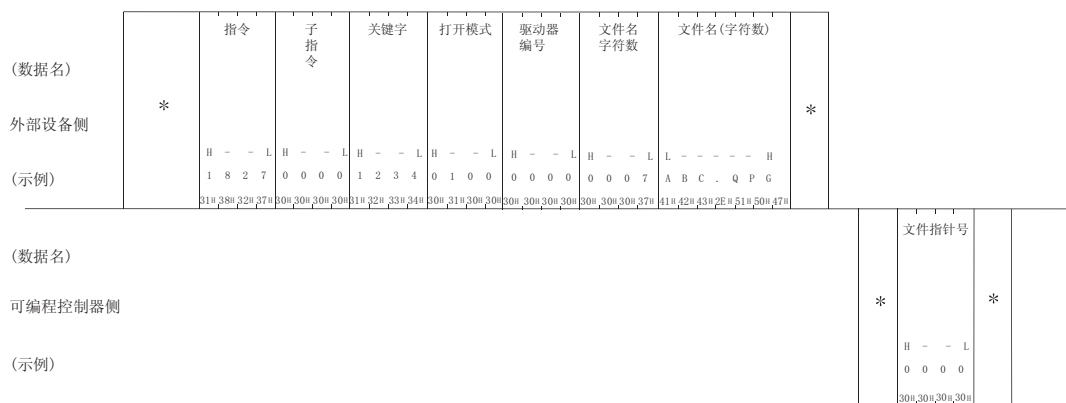 指令 子指令 关键字 打开模式 驱动器编号 文件名字符数 文件名(字符数)
(数据名)
* *
外部设备侧
H - - L H - - L H - - L H - - L H - - L H - - L L - - - - - H
(示例) 1 8 2 7 0 0 0 0 1 2 3 4 0 1 0 0 0 0 0 0 0 0 0 7 A B C . Q P G
31H 38H 32H 37H 30H 30H 30H 30H 31H 32H 33H 34H 30H 31H 30H 30H 30H 30H 30H 30H 30H 30H 30H 37H 41H 42H 43H 2EH 51H 50H 47H
文件指针号
(数据名)
可编程控制器侧 * *
H - - L
(示例) 0 0 0 0
30H 30H 30H 30H